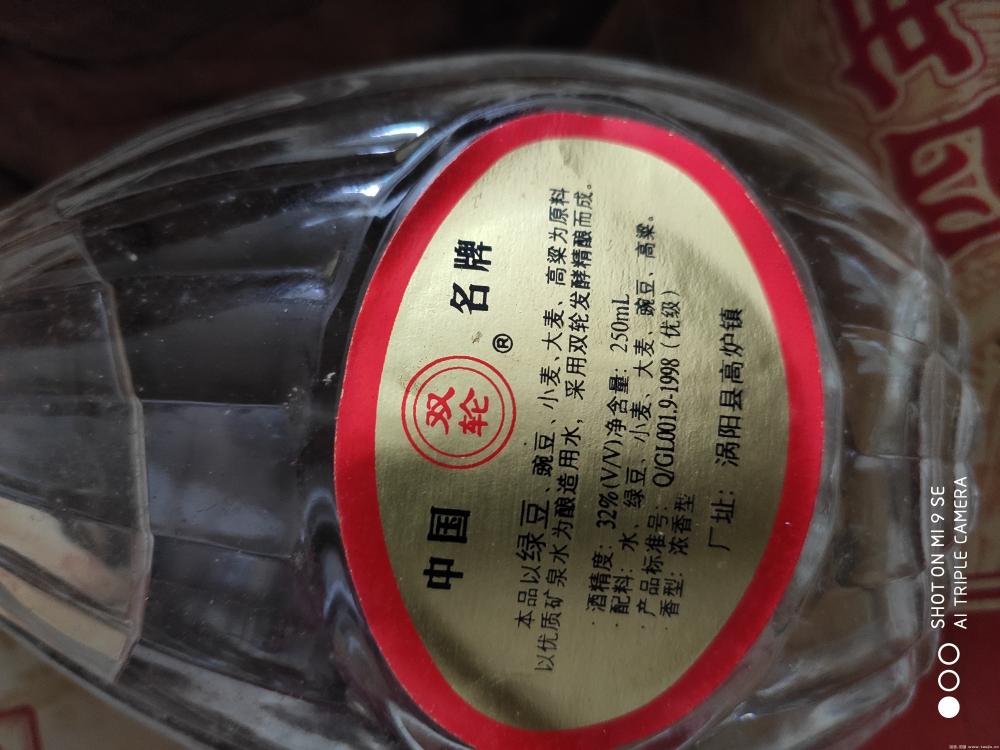 中国 双轮 ® 名牌
本品以绿豆、豌豆、小麦、大麦、高粱为原料
以优质矿泉水为酿造用水，采用双轮发酵精酿而成。
· 酒精度： 32%(V/V)净含量： 250mL
· 配料： 水、绿豆、小麦、大麦、豌豆、高粱。
· 产品标准号： Q/GL001.9-1998（优级）
· 香型： 浓香型
厂址： 涡阳县高炉镇
SHOT ON MI 9 SE
AI TRIPLE CAMERA